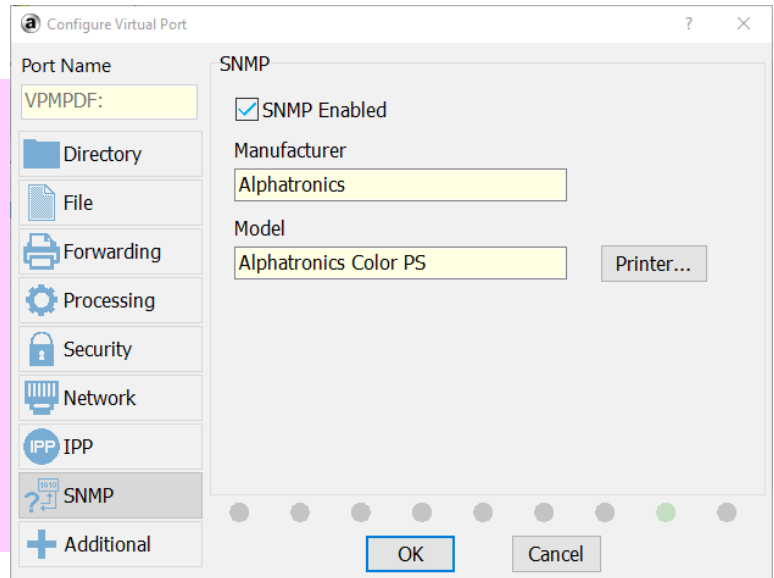 Configure Virtual Port
Port Name
VPMPDF:
Directory
File
Forwarding
Processing
Security
Network
IPP IPP
1010
SNMP
Additional
SNMP
SNMP Enabled
Manufacturer
Alphatronics
Model
Alphatronics Color PS
Printer...
OK
Cancel